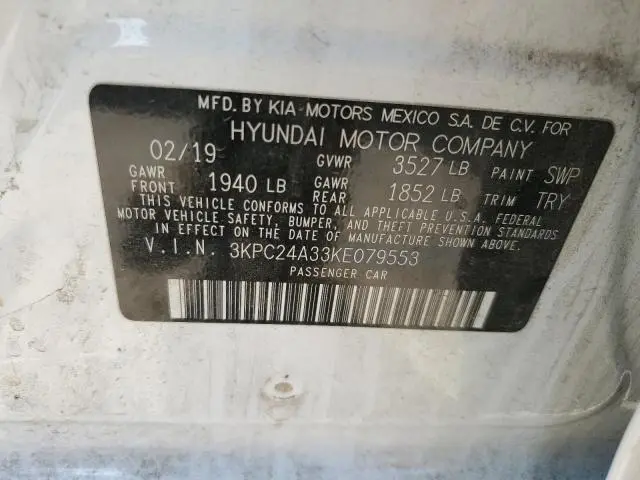 MFD. BY KIA MOTORS MEXICO S.A. DE C.V. FOR
HYUNDAI MOTOR COMPANY
02/19 GVWR 3527 LB PAINT SWP
GAWR FRONT 1940 LB GAWR REAR 1852 LB TRIM TRY
THIS VEHICLE CONFORMS TO ALL APPLICABLE U.S.A. FEDERAL
MOTOR VEHICLE SAFETY, BUMPER, AND THEFT PREVENTION STANDARDS
IN EFFECT ON THE DATE OF MANUFACTURE SHOWN ABOVE.
V.I.N. 3KPC24A33KE079553
PASSENGER CAR